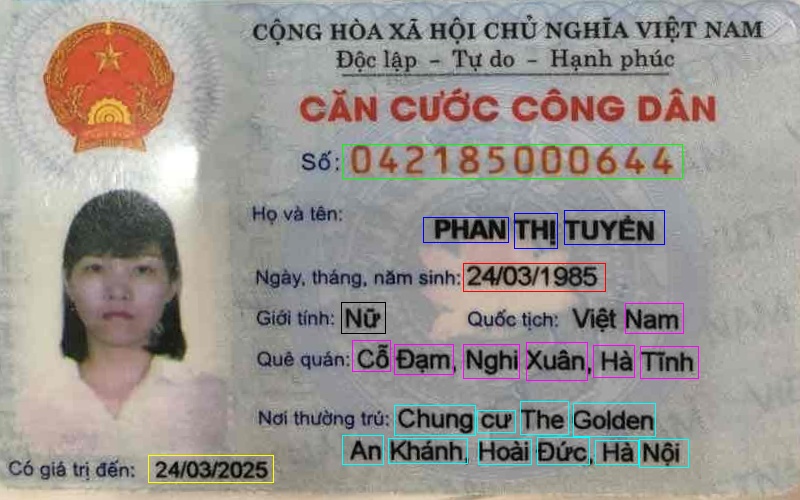 CỘNG HÒA XÃ HỘI CHỦ NGHĨA VIỆT NAM
Độc lập - Tự do - Hạnh phúc
CĂN CƯỚC CÔNG DÂN
Số: 042185000644
Họ và tên:
PHAN THỊ TUYẾN
Ngày, tháng, năm sinh: 24/03/1985
Giới tính: Nữ Quốc tịch: Việt Nam
Quê quán: Cỗ Đạm, Nghi Xuân, Hà Tĩnh
Nơi thường trú: Chung cư The Golden
An Khánh, Hoài Đức, Hà Nội
Có giá trị đến: 24/03/2025